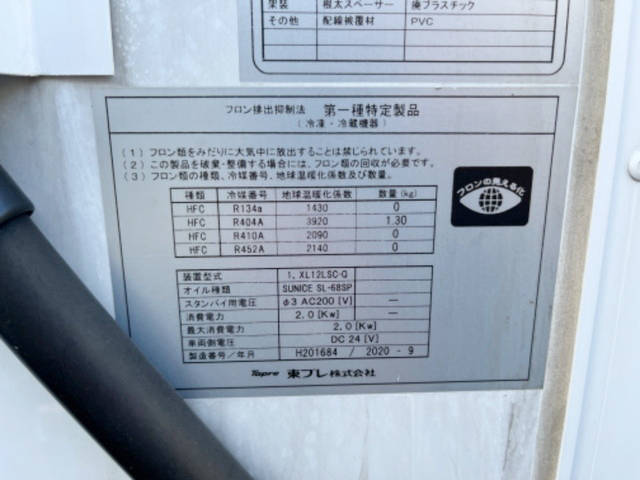 架装 根太スペーサー 廃プラスチック
その他 配線被覆材 PVC
フロン排出抑制法 第一種特定製品
(冷凍・冷蔵機器)
(1) フロン類をみだりに大気中に放出することは禁じられています。
(2) この製品を破棄・整備する場合には、フロン類の回収が必要です。
(3) フロン類の種類、冷媒番号、地球温暖化係数及び数量。
種類 冷媒番号 地球温暖化係数 数量(kg)
HFC R134a 1430 0
HFC R404A 3920 1.30
HFC R410A 2090 0
HFC R452A 2140 0
フロンの見える化
装置型式 1, XL12LSC-Q
オイル種類 SUNICE SL-68SP
スタンバイ用電圧 φ3 AC200 [V] —
消費電力 2.0 [Kw] —
最大消費電力 2.0 [Kw]
車両側電圧 DC 24 [V]
製造番号/年月 H201684 / 2020 - 9
Topre 東プレ株式会社